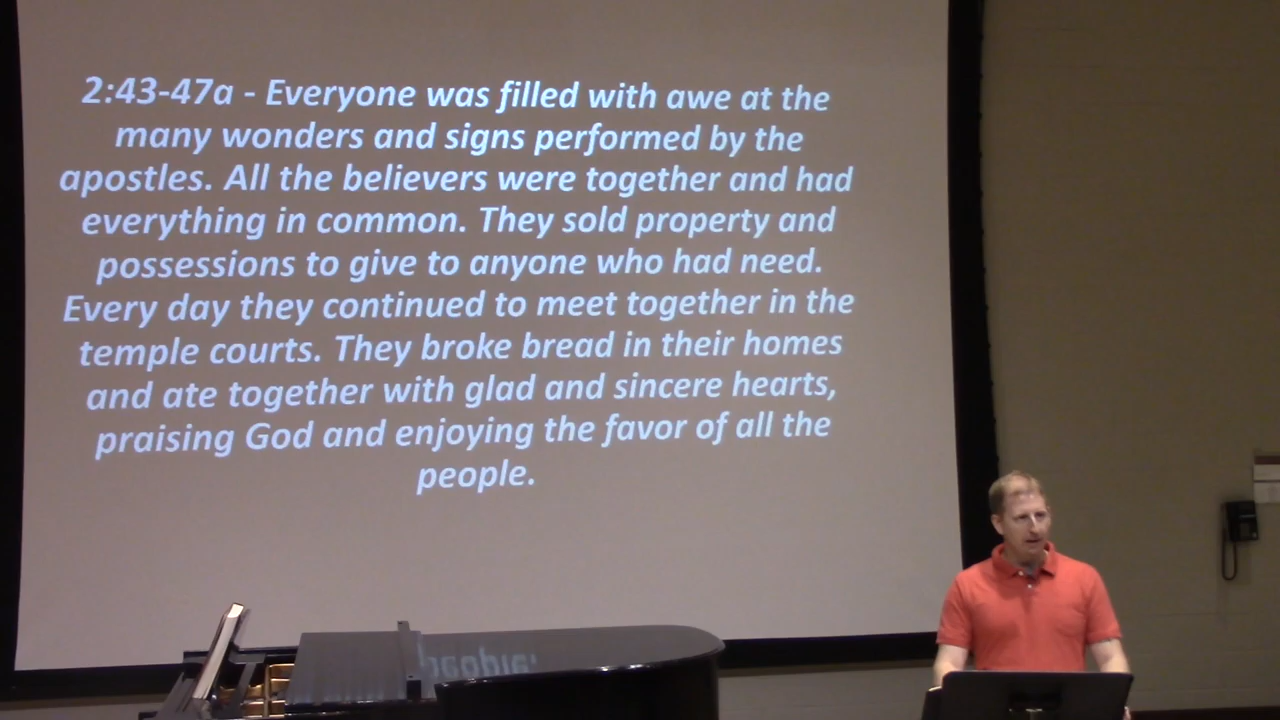 2:43-47a - Everyone was filled with awe at the
many wonders and signs performed by the
apostles. All the believers were together and had
everything in common. They sold property and
possessions to give to anyone who had need.
Every day they continued to meet together in the
temple courts. They broke bread in their homes
and ate together with glad and sincere hearts,
praising God and enjoying the favor of all the
people.